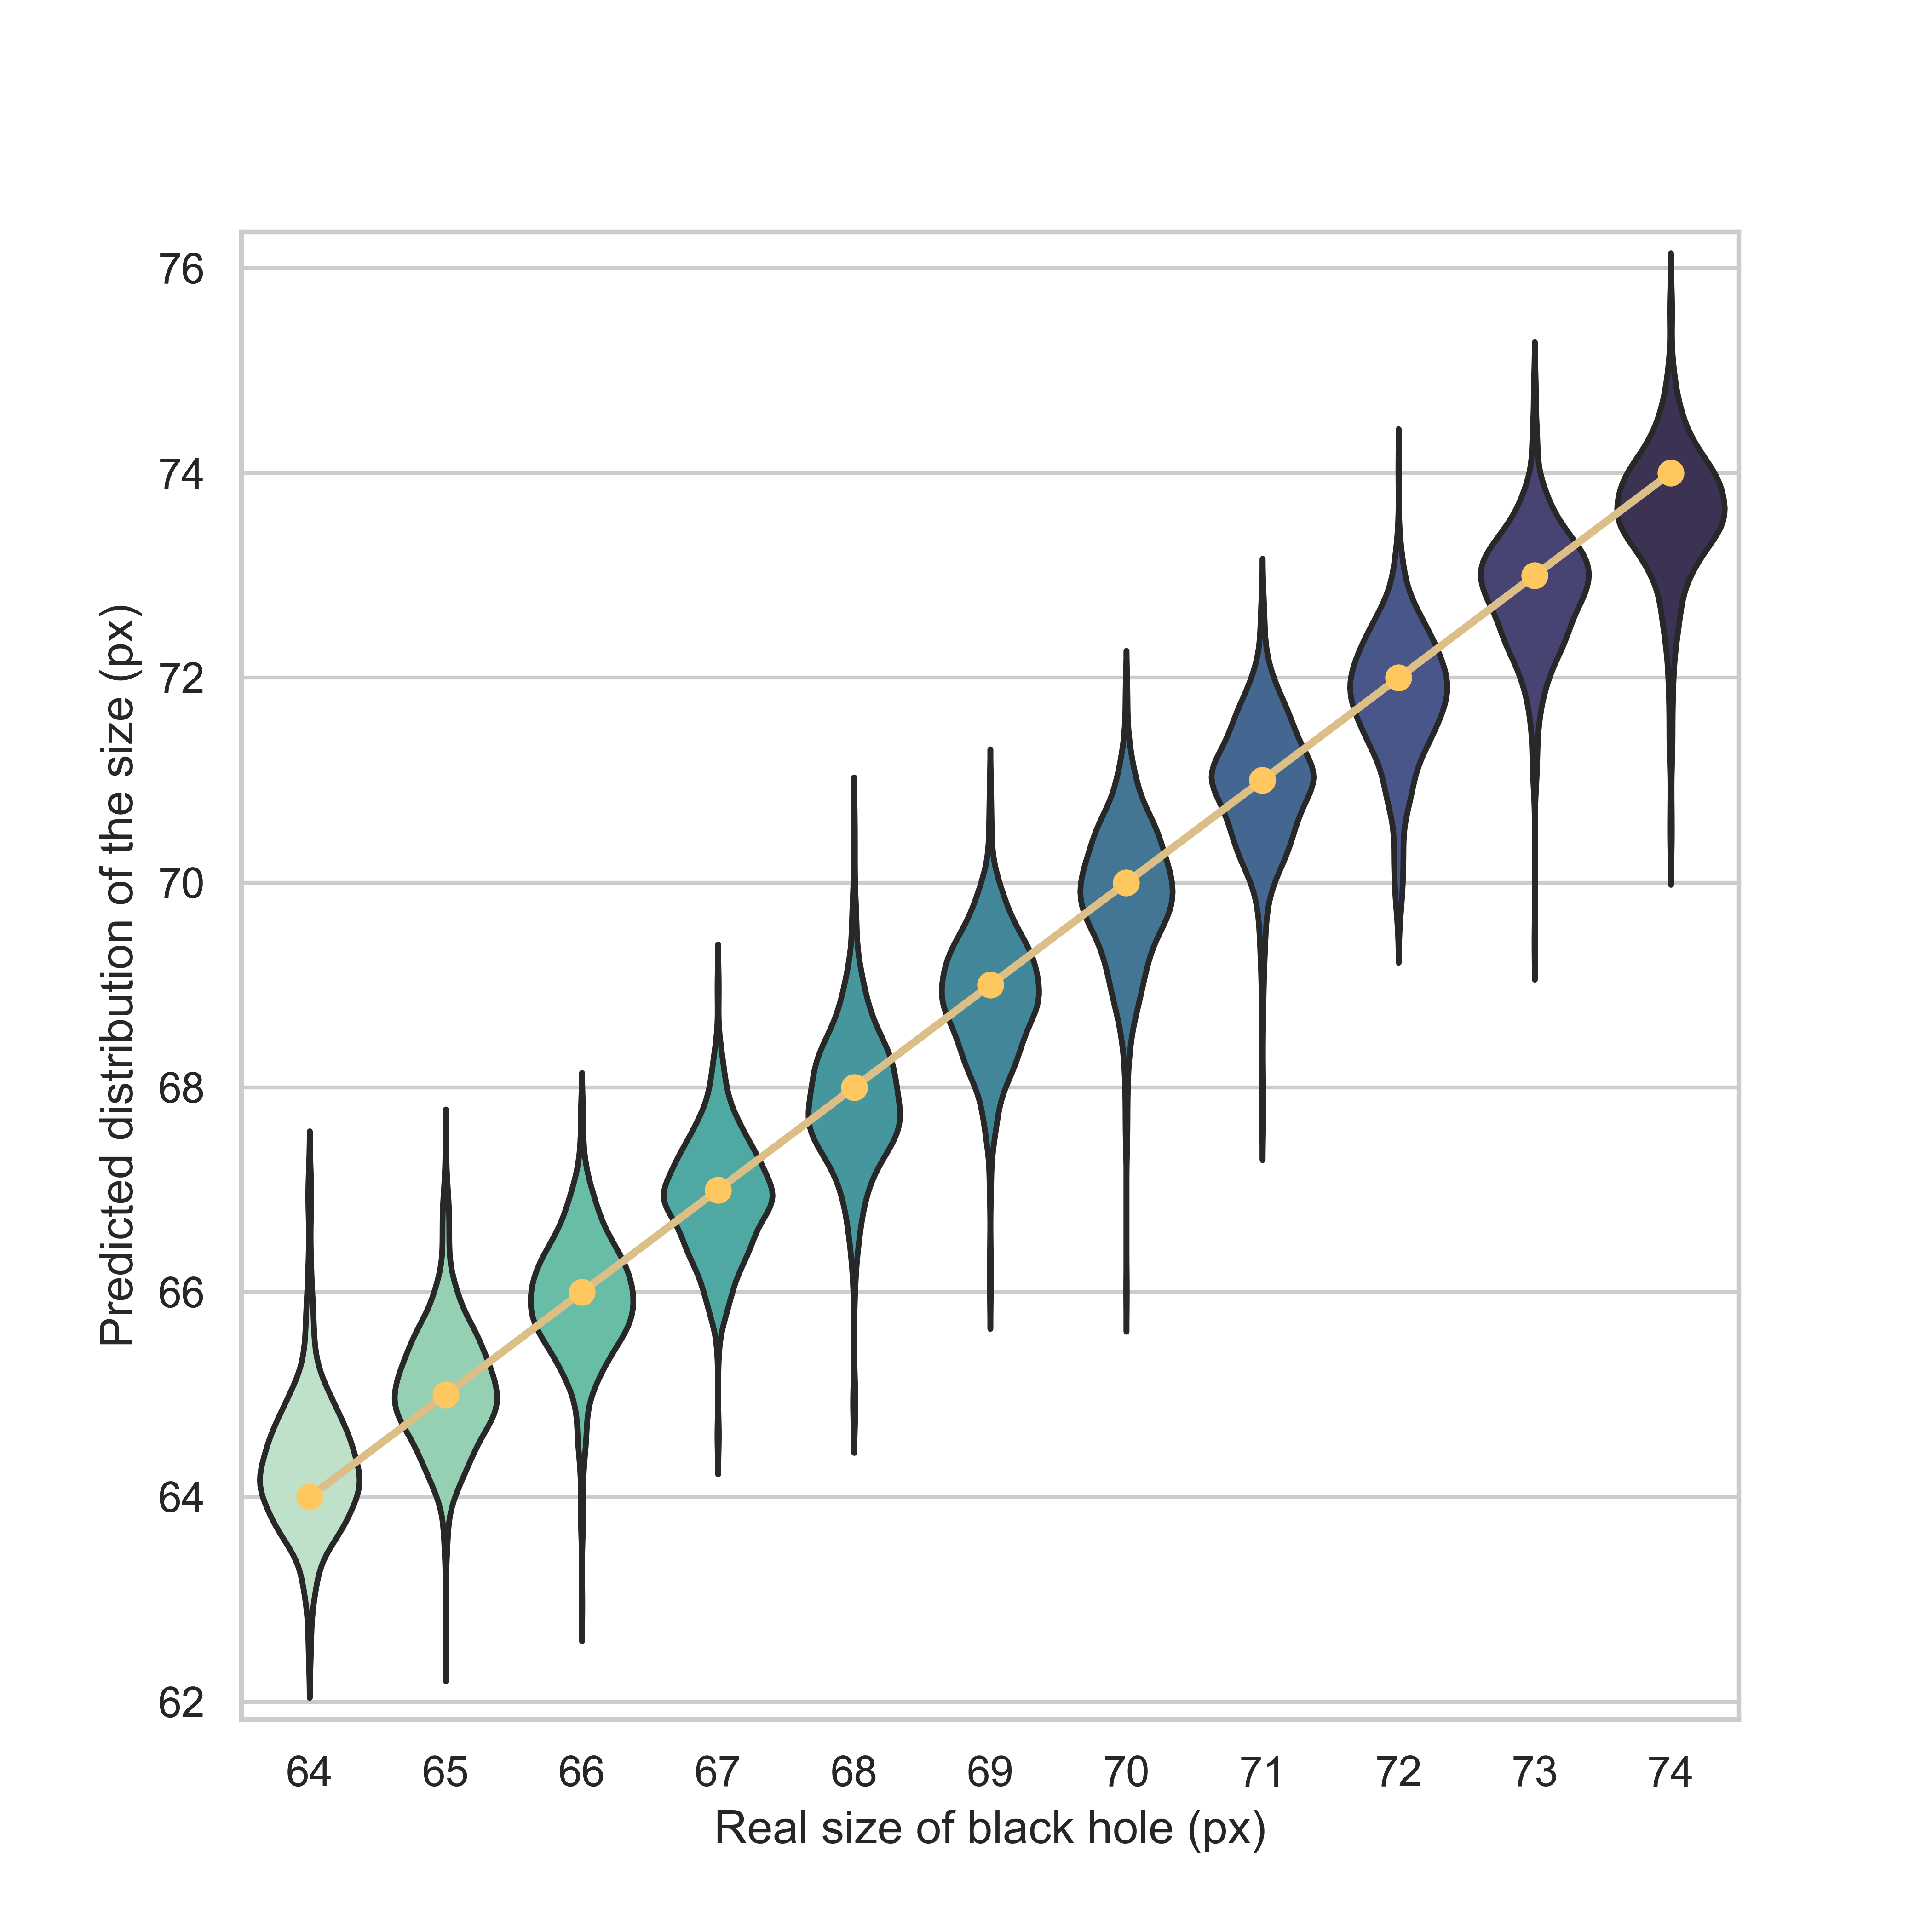 76
74
72
70
68
66
64
62
Predicted distribution of the size (px)
64 65 66 67 68 69 70 71 72 73 74
Real size of black hole (px)